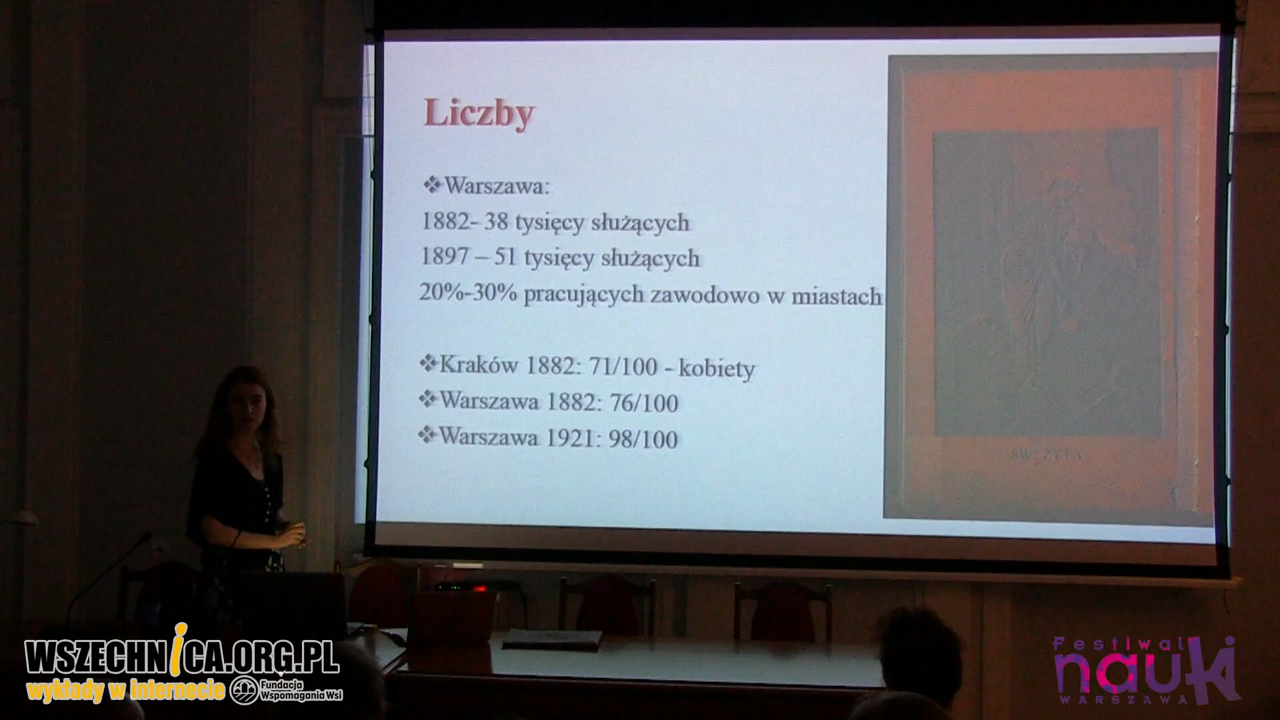 Liczby
❖Warszawa:
1882- 38 tysięcy służących
1897 – 51 tysięcy służących
20%-30% pracujących zawodowo w miastach
❖Kraków 1882: 71/100 - kobiety
❖Warszawa 1882: 76/100
❖Warszawa 1921: 98/100
ŚW. ZYTA
WSZECHNICA.ORG.PL
wykłady w internecie
Fundacja
Wspomagania Wsi
Festiwal
nauki
WARSZAWA